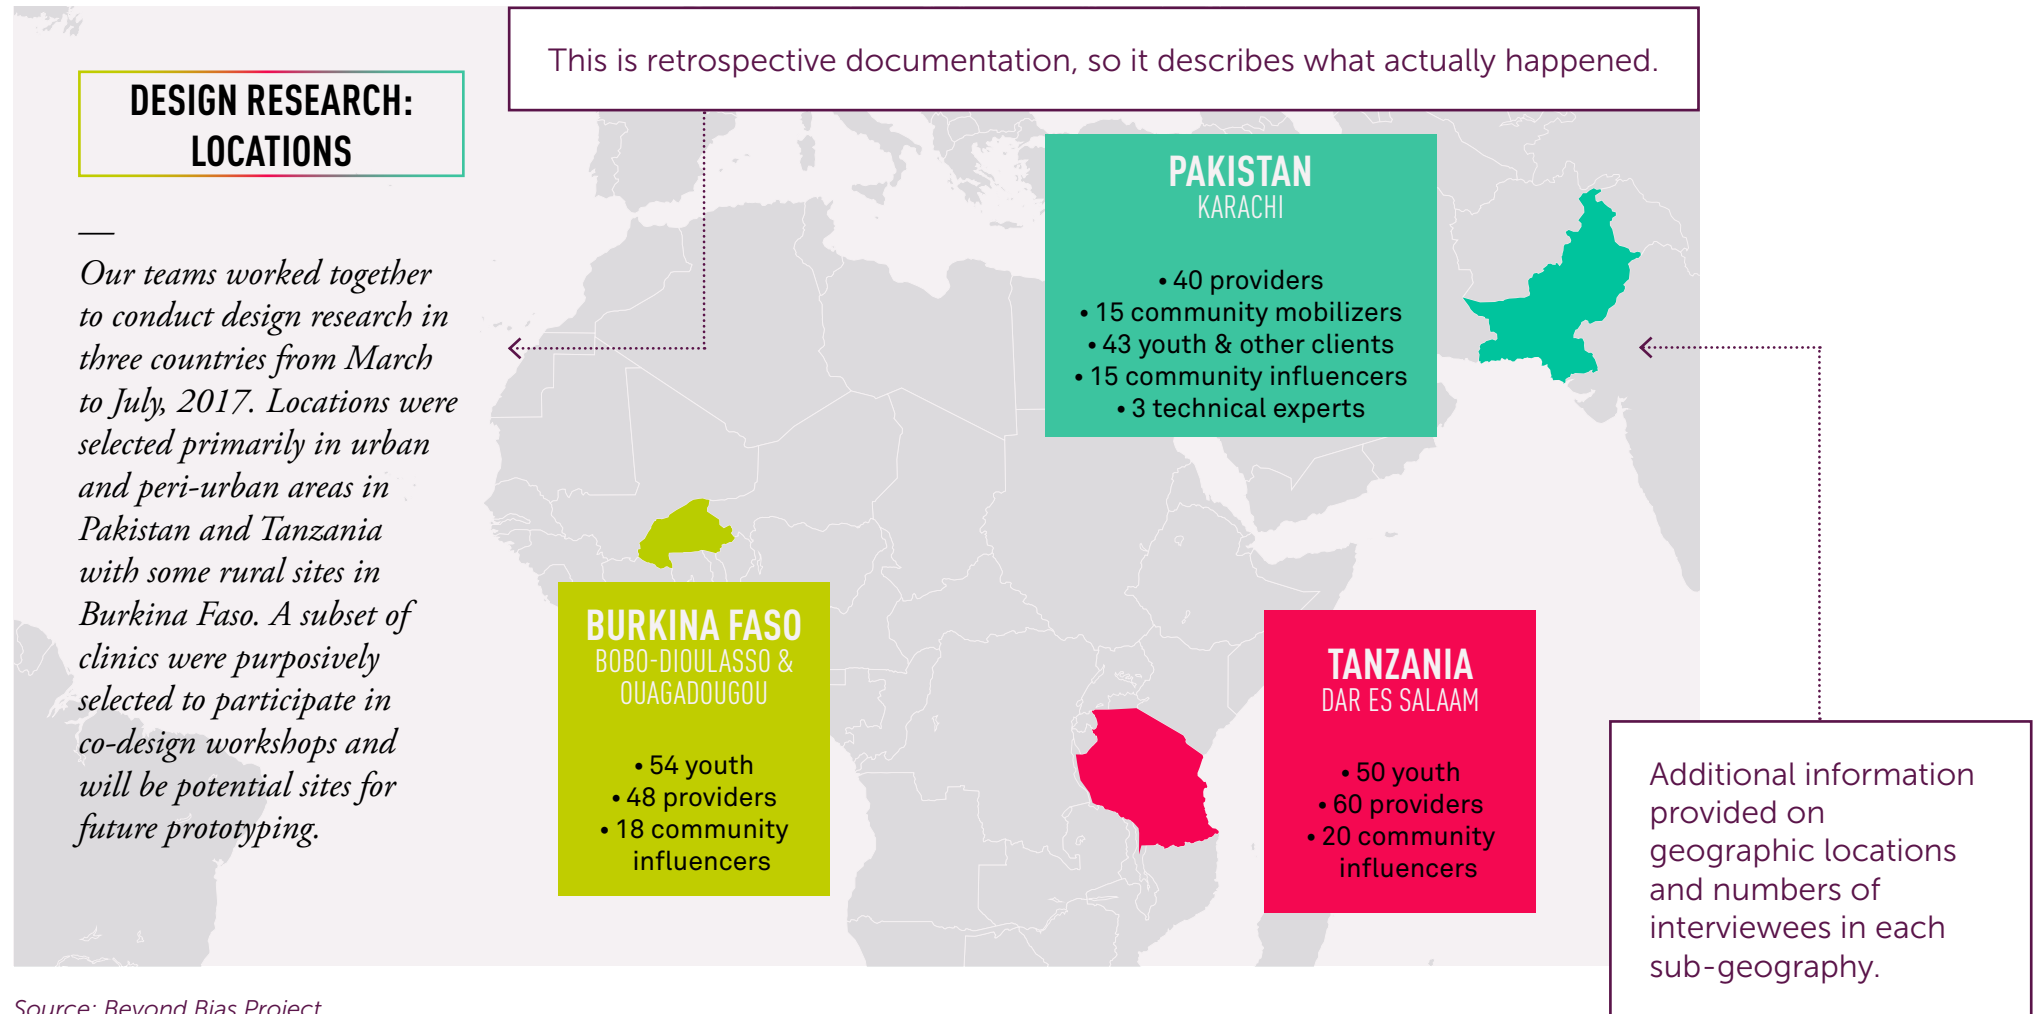 This is retrospective documentation, so it describes what actually happened.
DESIGN RESEARCH:
LOCATIONS
—
Our teams worked together
to conduct design research in
three countries from March
to July, 2017. Locations were
selected primarily in urban
and peri-urban areas in
Pakistan and Tanzania
with some rural sites in
Burkina Faso. A subset of
clinics were purposively
selected to participate in
co-design workshops and
will be potential sites for
future prototyping.
PAKISTAN
KARACHI
• 40 providers
• 15 community mobilizers
• 43 youth & other clients
• 15 community influencers
• 3 technical experts
BURKINA FASO
BOBO-DIOULASSO &
OUAGADOUGOU
• 54 youth
• 48 providers
• 18 community
influencers
TANZANIA
DAR ES SALAAM
• 50 youth
• 60 providers
• 20 community
influencers
Additional information
provided on
geographic locations
and numbers of
interviewees in each
sub-geography.
Source: Beyond Bias Project